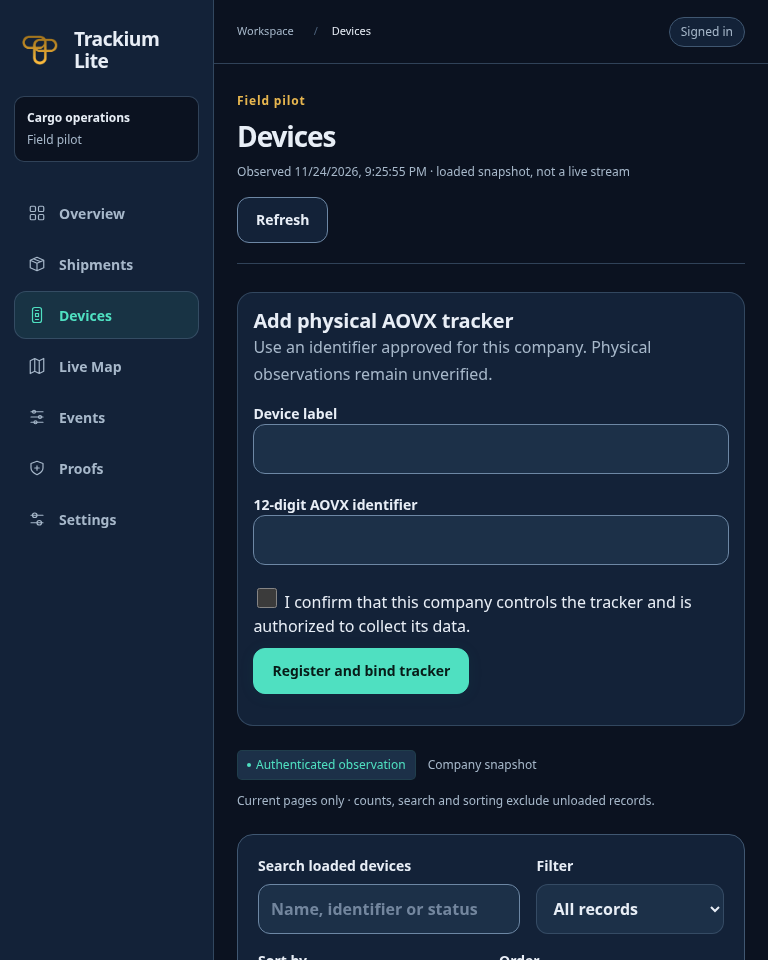 Trackium
Lite
Cargo operations
Field pilot
Overview
Shipments
Devices
Live Map
Events
Proofs
Settings
Workspace / Devices
Signed in
Field pilot
Devices
Observed 11/24/2026, 9:25:55 PM · loaded snapshot, not a live stream
Refresh
Add physical AOVX tracker
Use an identifier approved for this company. Physical
observations remain unverified.
Device label
12-digit AOVX identifier
I confirm that this company controls the tracker and is
authorized to collect its data.
Register and bind tracker
Authenticated observation Company snapshot
Current pages only · counts, search and sorting exclude unloaded records.
Search loaded devices Filter
Name, identifier or status All records
Sort by Order